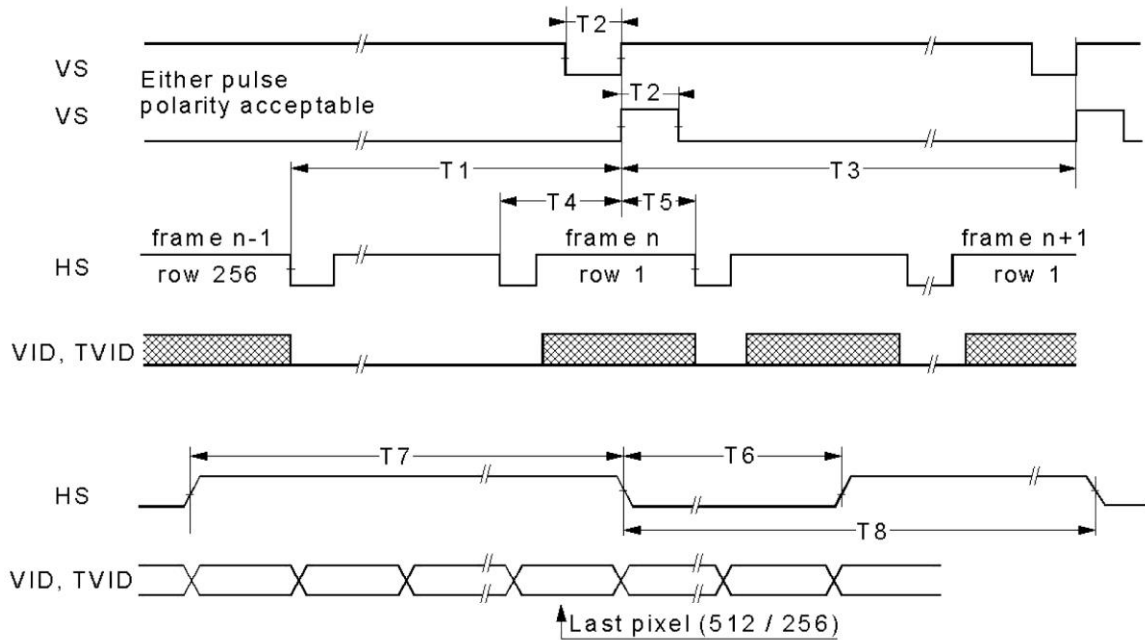 T2
VS
Either pulse
polarity acceptable
T2
VS
T1
T3
T4
T5
frame n-1
frame n
frame n+1
HS
row 256
row 1
row 1
VID, TVID
T7
T6
HS
T8
VID, TVID
Last pixel (512 / 256)